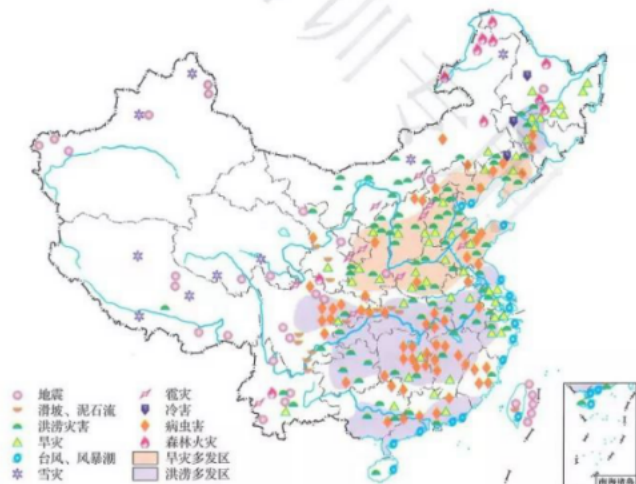 地震
滑坡、泥石流
洪涝灾害
旱灾
台风、风暴潮
雪灾
雹灾
冷害
病虫害
森林火灾
旱灾多发区
洪涝多发区
南海诸岛